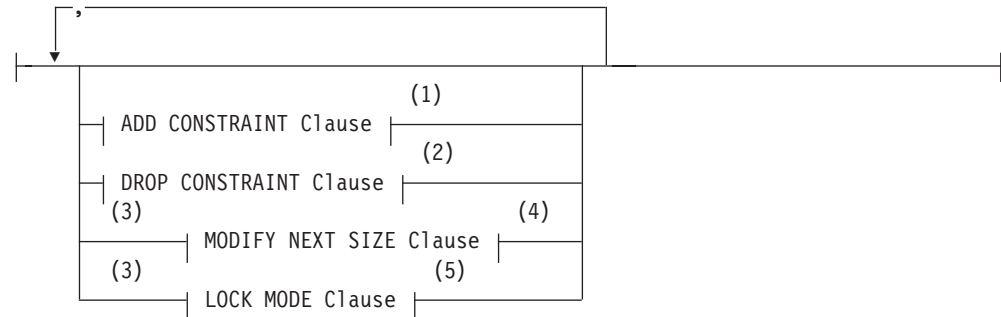 ,
(1)
ADD CONSTRAINT Clause
(2)
DROP CONSTRAINT Clause
(3) (4)
MODIFY NEXT SIZE Clause
(3) (5)
LOCK MODE Clause